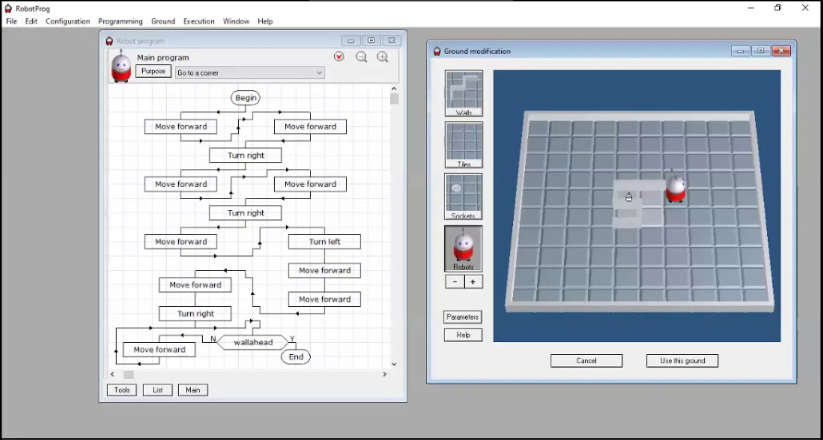 RobotProg
File Edit Configuration Programming Ground Execution Window Help
Robot program
Main program
Purpose
Go to a corner
Begin
Move forward Move forward
Turn right
Move forward Move forward
Turn right
Move forward Turn left
Move forward
Move forward Move forward
Turn right
N wallahead Y
Move forward
End
Tools List Main
Ground modification
Walls
Tiles
Sockets
Robots
- +
Parameters
Help
Cancel Use this ground